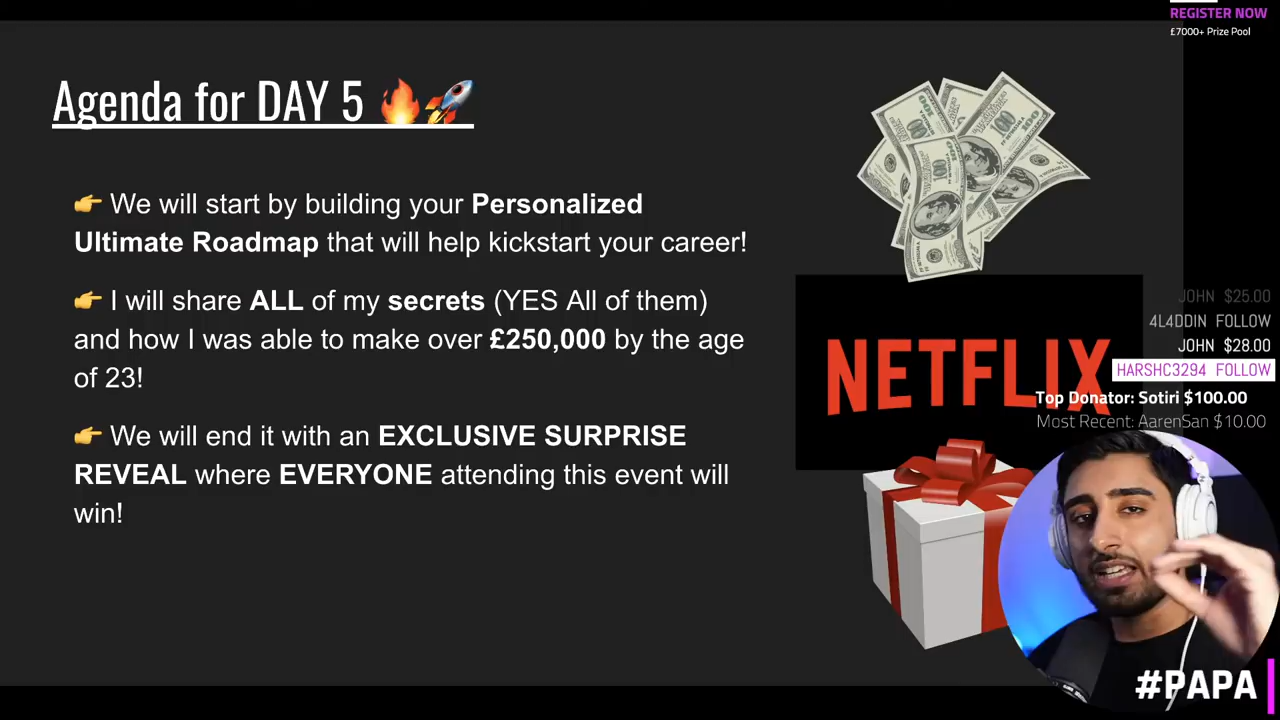 REGISTER NOW
£7000+ Prize Pool
Agenda for DAY 5 🔥🚀
👉 We will start by building your Personalized
Ultimate Roadmap that will help kickstart your career!
👉 I will share ALL of my secrets (YES All of them)
and how I was able to make over £250,000 by the age
of 23!
👉 We will end it with an EXCLUSIVE SURPRISE
REVEAL where EVERYONE attending this event will
win!
NETFLIX
JOHN $25.00
4L4DDIN FOLLOW
JOHN $28.00
HARSHC3294 FOLLOW
Top Donator: Sotiri $100.00
Most Recent: AarenSan $10.00
#PAPA